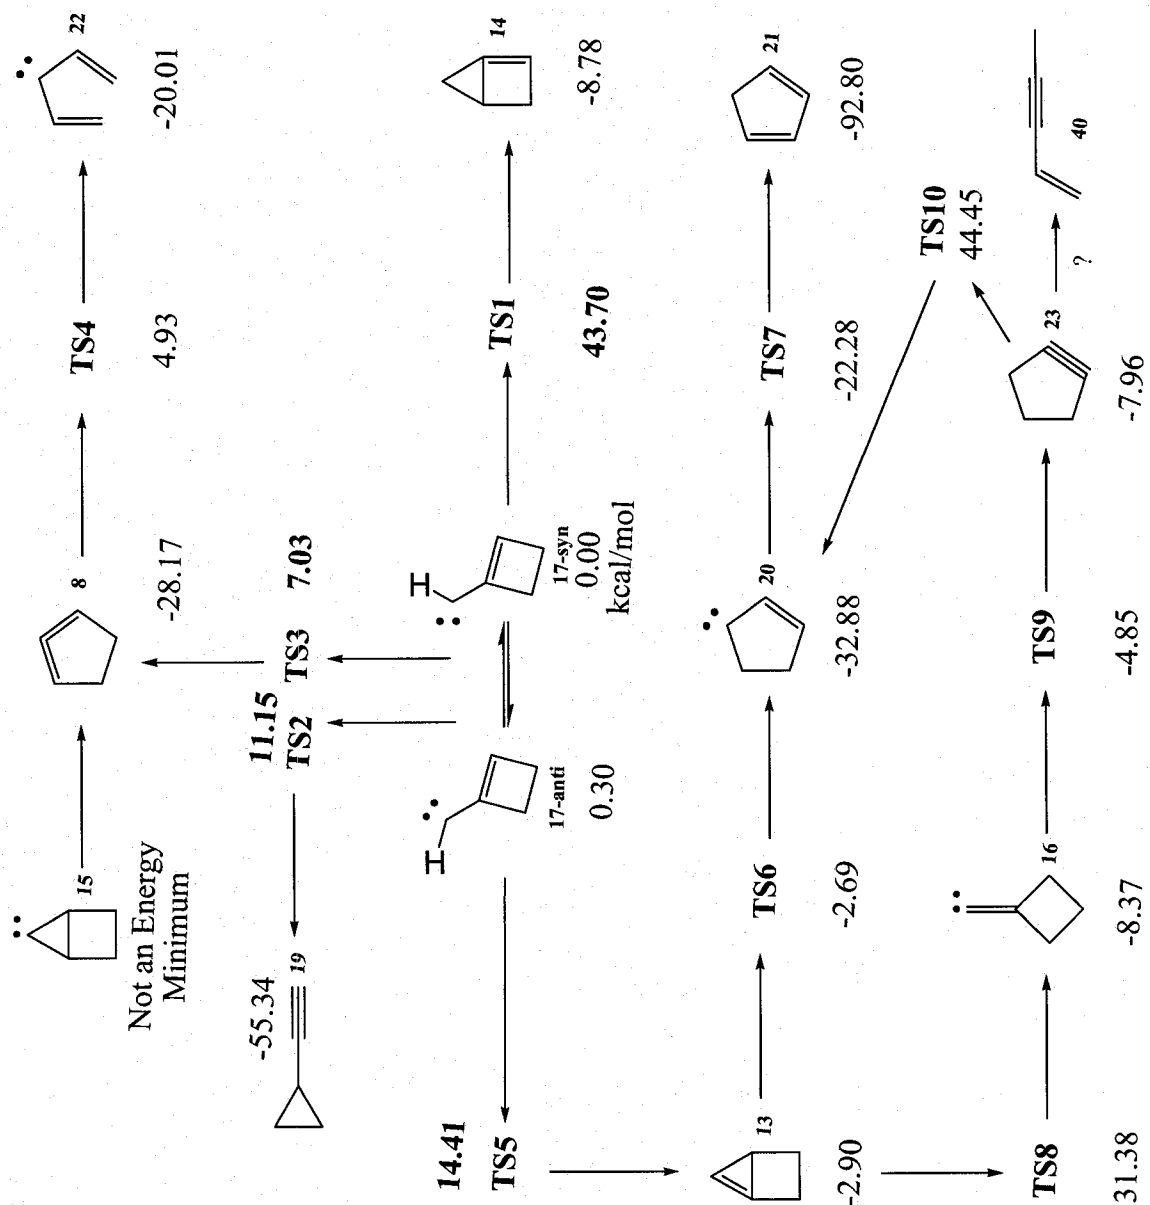 15
Not an Energy
Minimum
8
-28.17
TS4
4.93
22
-20.01
-55.34
19
11.15
TS2
TS3
7.03
14.41
TS5
H
17-anti
0.30
H
17-syn
0.00
kcal/mol
TS1
43.70
14
-8.78
13
-2.90
TS6
-2.69
20
-32.88
TS7
-22.28
21
-92.80
TS10
44.45
TS8
31.38
16
-8.37
TS9
-4.85
23
-7.96
?
40